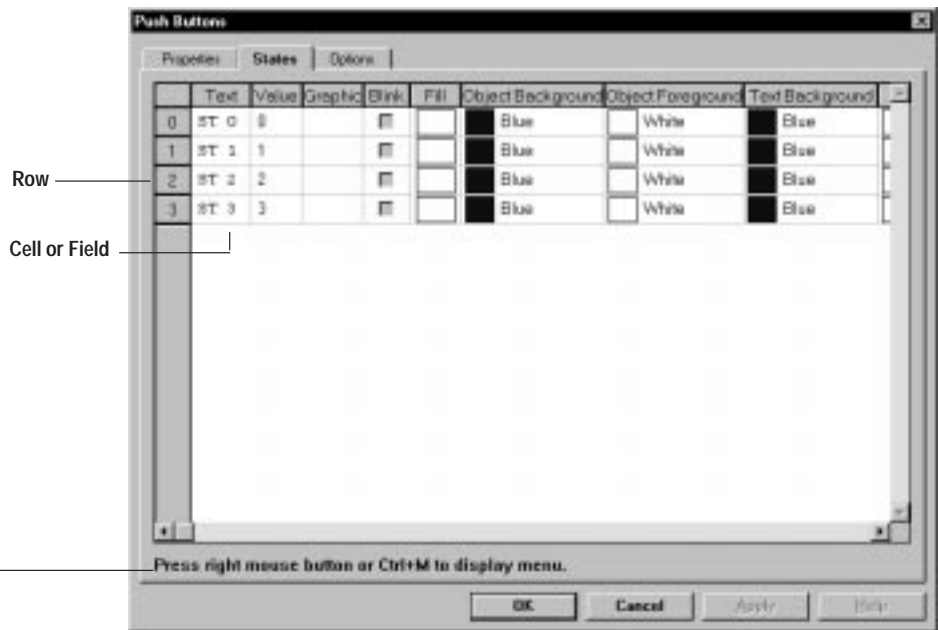 Push Buttons
Properties States Options
Text Value Graphic Blink Fill Object Background Object Foreground Text Background
0 ST 0 0 Blue White Blue
1 ST 1 1 Blue White Blue
Row
2 ST 2 2 Blue White Blue
3 ST 3 3 Blue White Blue
Cell or Field
Press right mouse button or Ctrl+M to display menu.
OK Cancel Apply Help